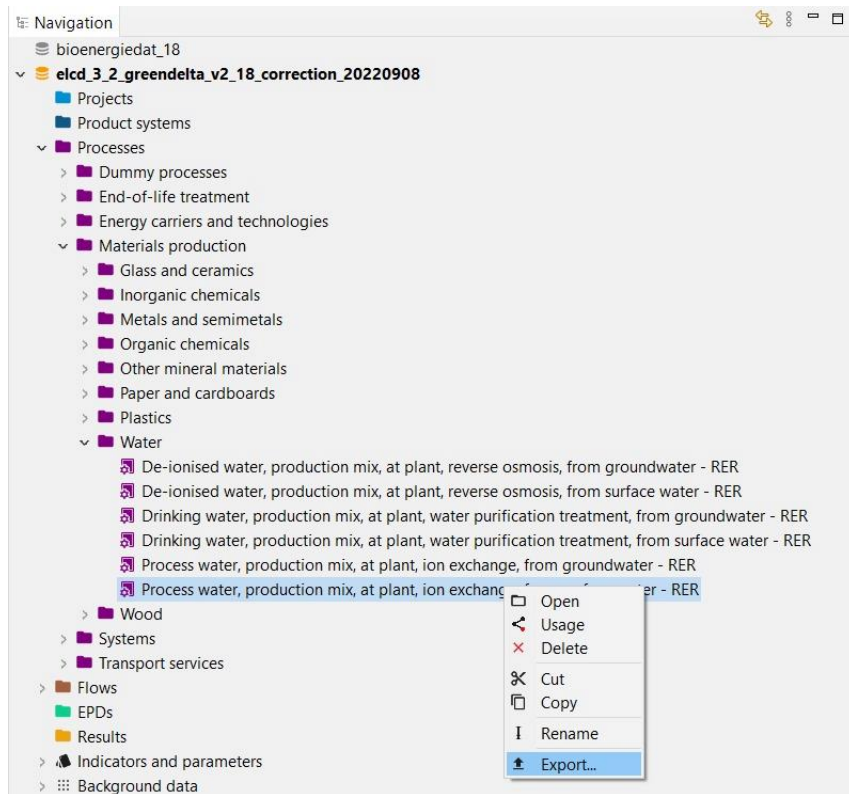 Navigation
bioenergiedat_18
elcd_3_2_greendelta_v2_18_correction_20220908
Projects
Product systems
Processes
Dummy processes
End-of-life treatment
Energy carriers and technologies
Materials production
Glass and ceramics
Inorganic chemicals
Metals and semimetals
Organic chemicals
Other mineral materials
Paper and cardboards
Plastics
Water
De-ionised water, production mix, at plant, reverse osmosis, from groundwater - RER
De-ionised water, production mix, at plant, reverse osmosis, from surface water - RER
Drinking water, production mix, at plant, water purification treatment, from groundwater - RER
Drinking water, production mix, at plant, water purification treatment, from surface water - RER
Process water, production mix, at plant, ion exchange, from groundwater - RER
Process water, production mix, at plant, ion exchang - RER
Open
Wood
Usage
Systems
Delete
Transport services
Cut
Flows
Copy
EPDs
Rename
Results
Indicators and parameters
Export...
Background data